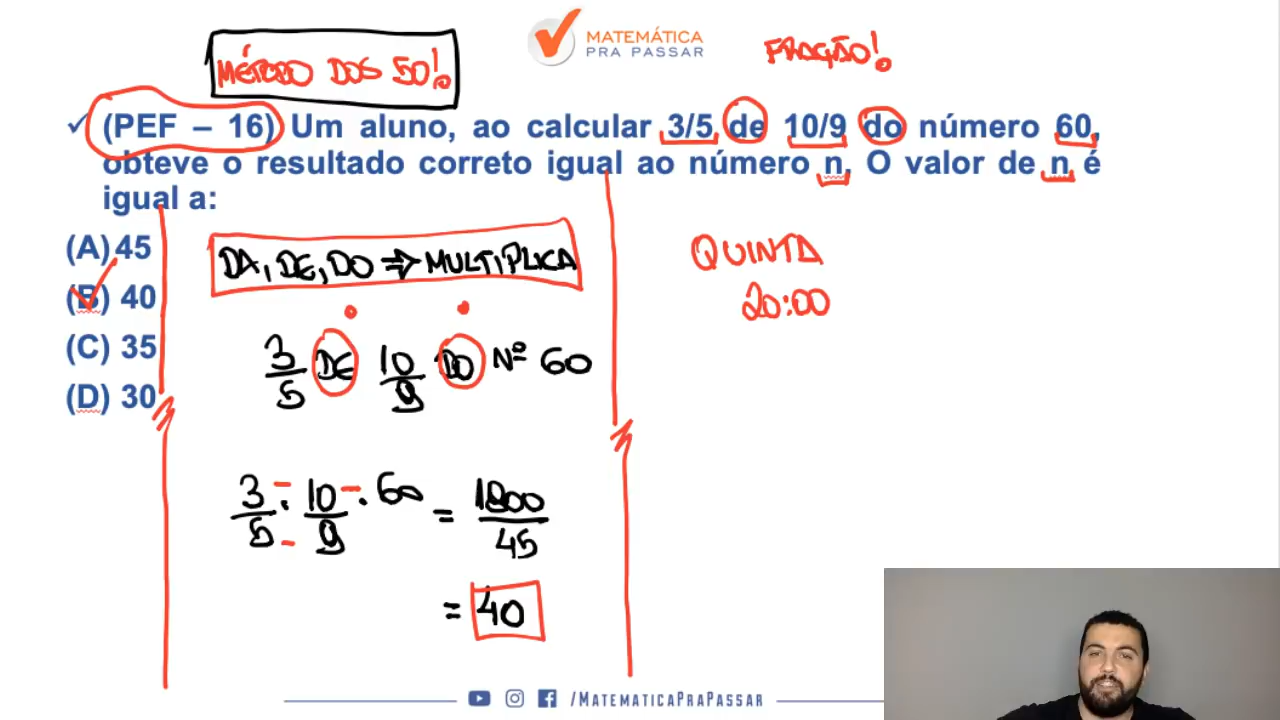 MATEMÁTICA
PRA PASSAR
MÉTODO DOS 50!
FRAÇÃO!
(PEF – 16) Um aluno, ao calcular 3/5 de 10/9 do número 60,
obteve o resultado correto igual ao número n. O valor de n é
igual a:
(A) 45
(B) 40
(C) 35
(D) 30
DA, DE, DO ⇒ MULTIPLICA
3/5 DE 10/9 DO Nº 60
3/5 . 10/9 . 60 = 1800/45
= 40
QUINTA
20:00
/MATEMATICAPRAPASSAR